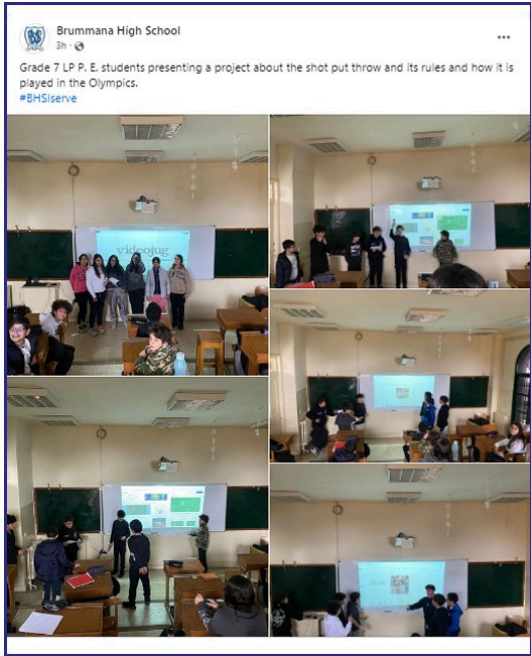 Brummana High School
3h
Grade 7 LP P. E. students presenting a project about the shot put throw and its rules and how it is
played in the Olympics.
#BHSIserve
videojug